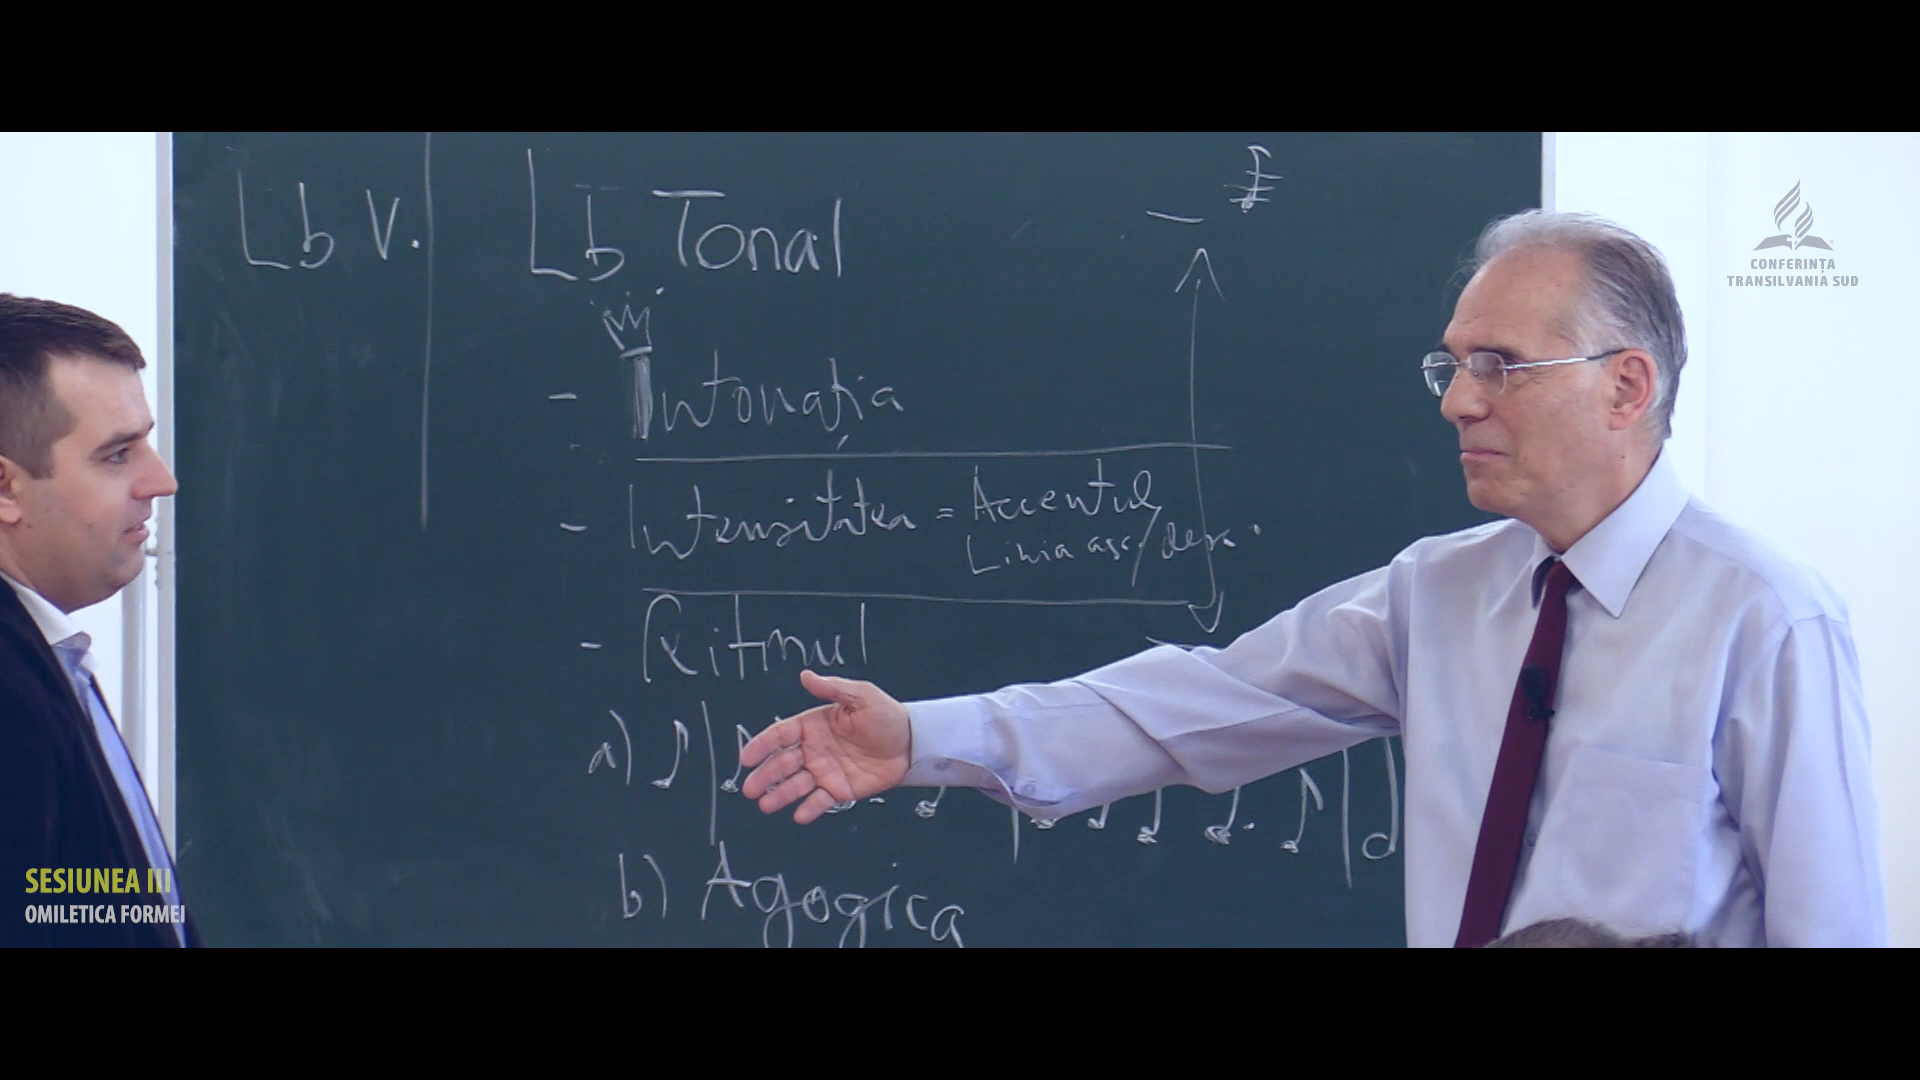 Lb V.
Lb Tonal
- Intonația
- Intensitatea = Accentul
Linia asc./desc.
- Ritmul
a)
b) Agogica
CONFERINȚA
TRANSILVANIA SUD
SESIUNEA III
OMILETICA FORMEI